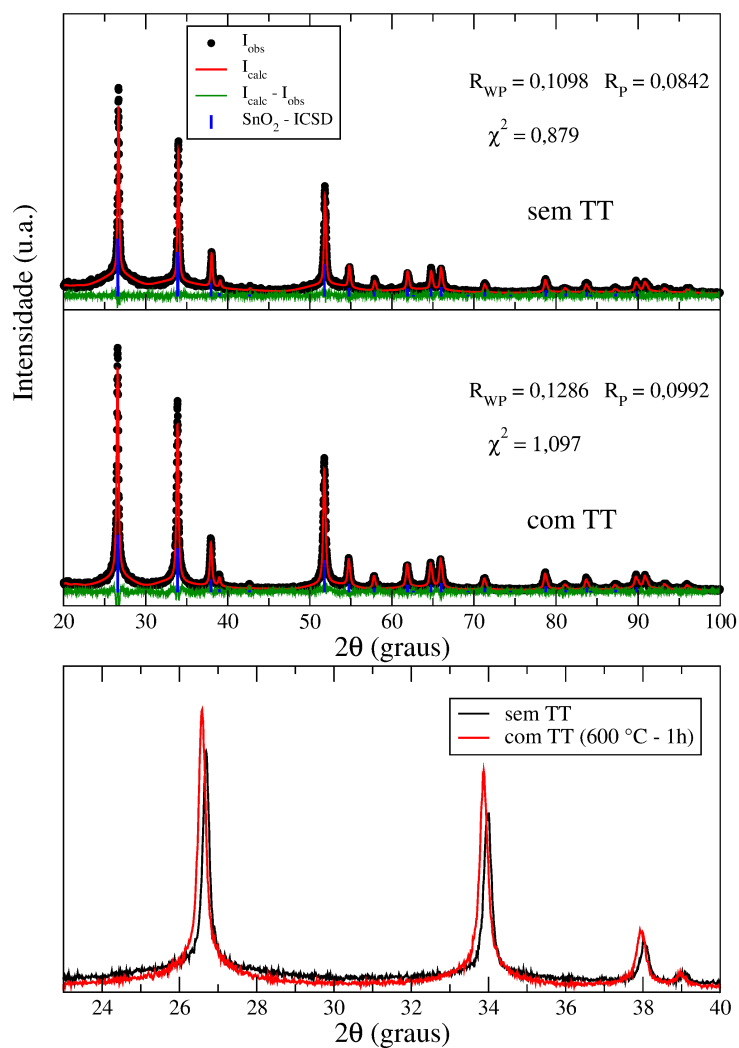 I_obs
I_calc
I_calc - I_obs
SnO_2 - ICSD
R_WP = 0,1098 R_P = 0,0842
χ^2 = 0,879
sem TT
Intensidade (u.a.)
R_WP = 0,1286 R_P = 0,0992
χ^2 = 1,097
com TT
20 30 40 50 60 70 80 90 100
2θ (graus)
sem TT
com TT (600 °C - 1h)
24 26 28 30 32 34 36 38 40
2θ (graus)